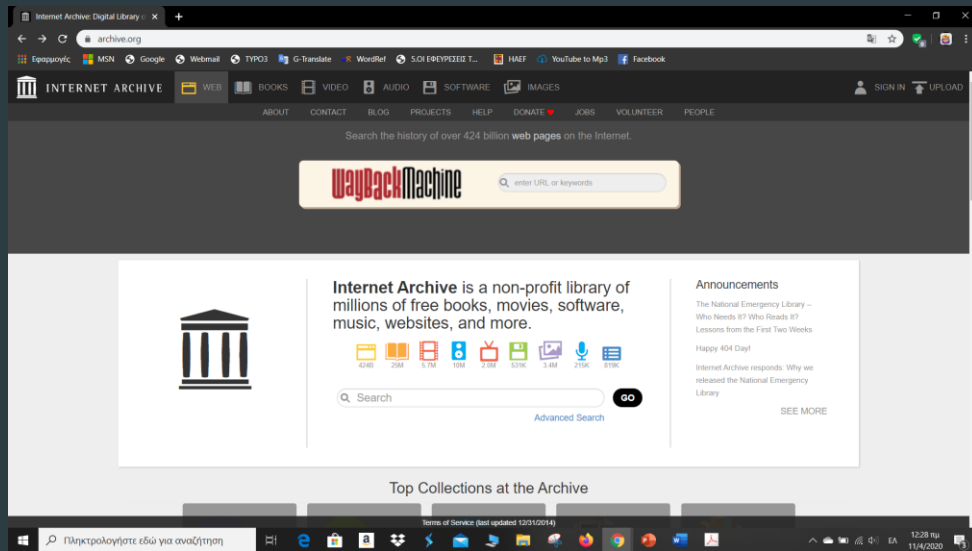 Internet Archive: Digital Library o
archive.org
Εφαρμογές MSN Google Webmail TYPO3 G-Translate WordRef 5.ΟΙ ΕΦΕΥΡΕΣΕΙΣ Τ... HAEF YouTube to Mp3 Facebook
INTERNET ARCHIVE WEB BOOKS VIDEO AUDIO SOFTWARE IMAGES SIGN IN UPLOAD
ABOUT CONTACT BLOG PROJECTS HELP DONATE JOBS VOLUNTEER PEOPLE
Search the history of over 424 billion web pages on the Internet.
WayBackMachine enter URL or keywords
Internet Archive is a non-profit library of
millions of free books, movies, software,
music, websites, and more.
424B 25M 5.7M 10M 2.0M 531K 3.4M 215K 819K
Search GO
Advanced Search
Announcements
The National Emergency Library –
Who Needs It? Who Reads It?
Lessons from the First Two Weeks
Happy 404 Day!
Internet Archive responds: Why we
released the National Emergency
Library
SEE MORE
Top Collections at the Archive
Terms of Service (last updated 12/31/2014)
Πληκτρολογήστε εδώ για αναζήτηση
ΕΛ
12:28 πμ
11/4/2020